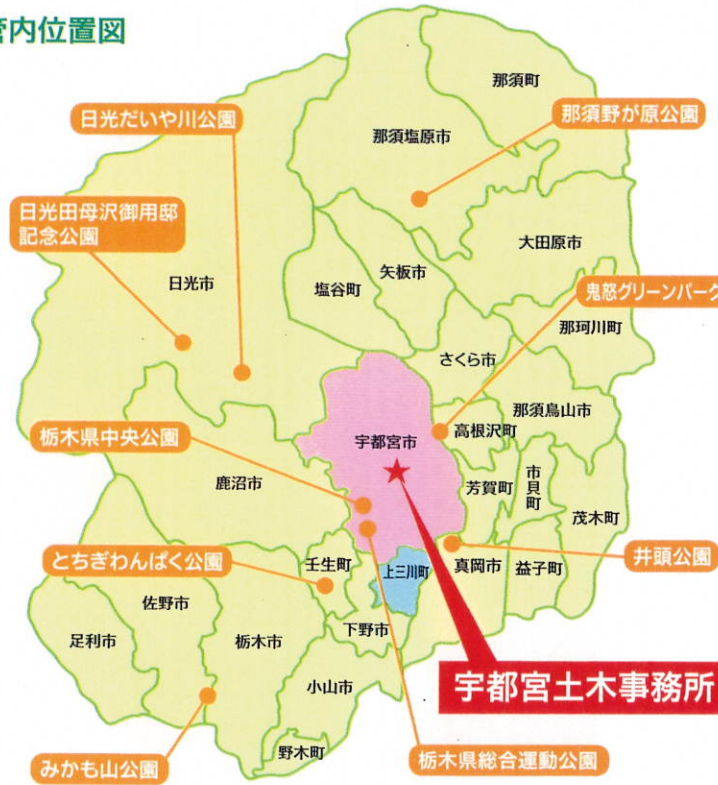 管内位置図
那須町
日光だいや川公園
那須野が原公園
那須塩原市
日光田母沢御用邸
記念公園
大田原市
矢板市
日光市
塩谷町
鬼怒グリーンパーク
那珂川町
さくら市
那須烏山市
栃木県中央公園
宇都宮市
高根沢町
鹿沼市
芳賀町
市貝町
茂木町
とちぎわんぱく公園
壬生町
上三川町
真岡市
益子町
井頭公園
佐野市
足利市
栃木市
下野市
小山市
宇都宮土木事務所
野木町
みかも山公園
栃木県総合運動公園